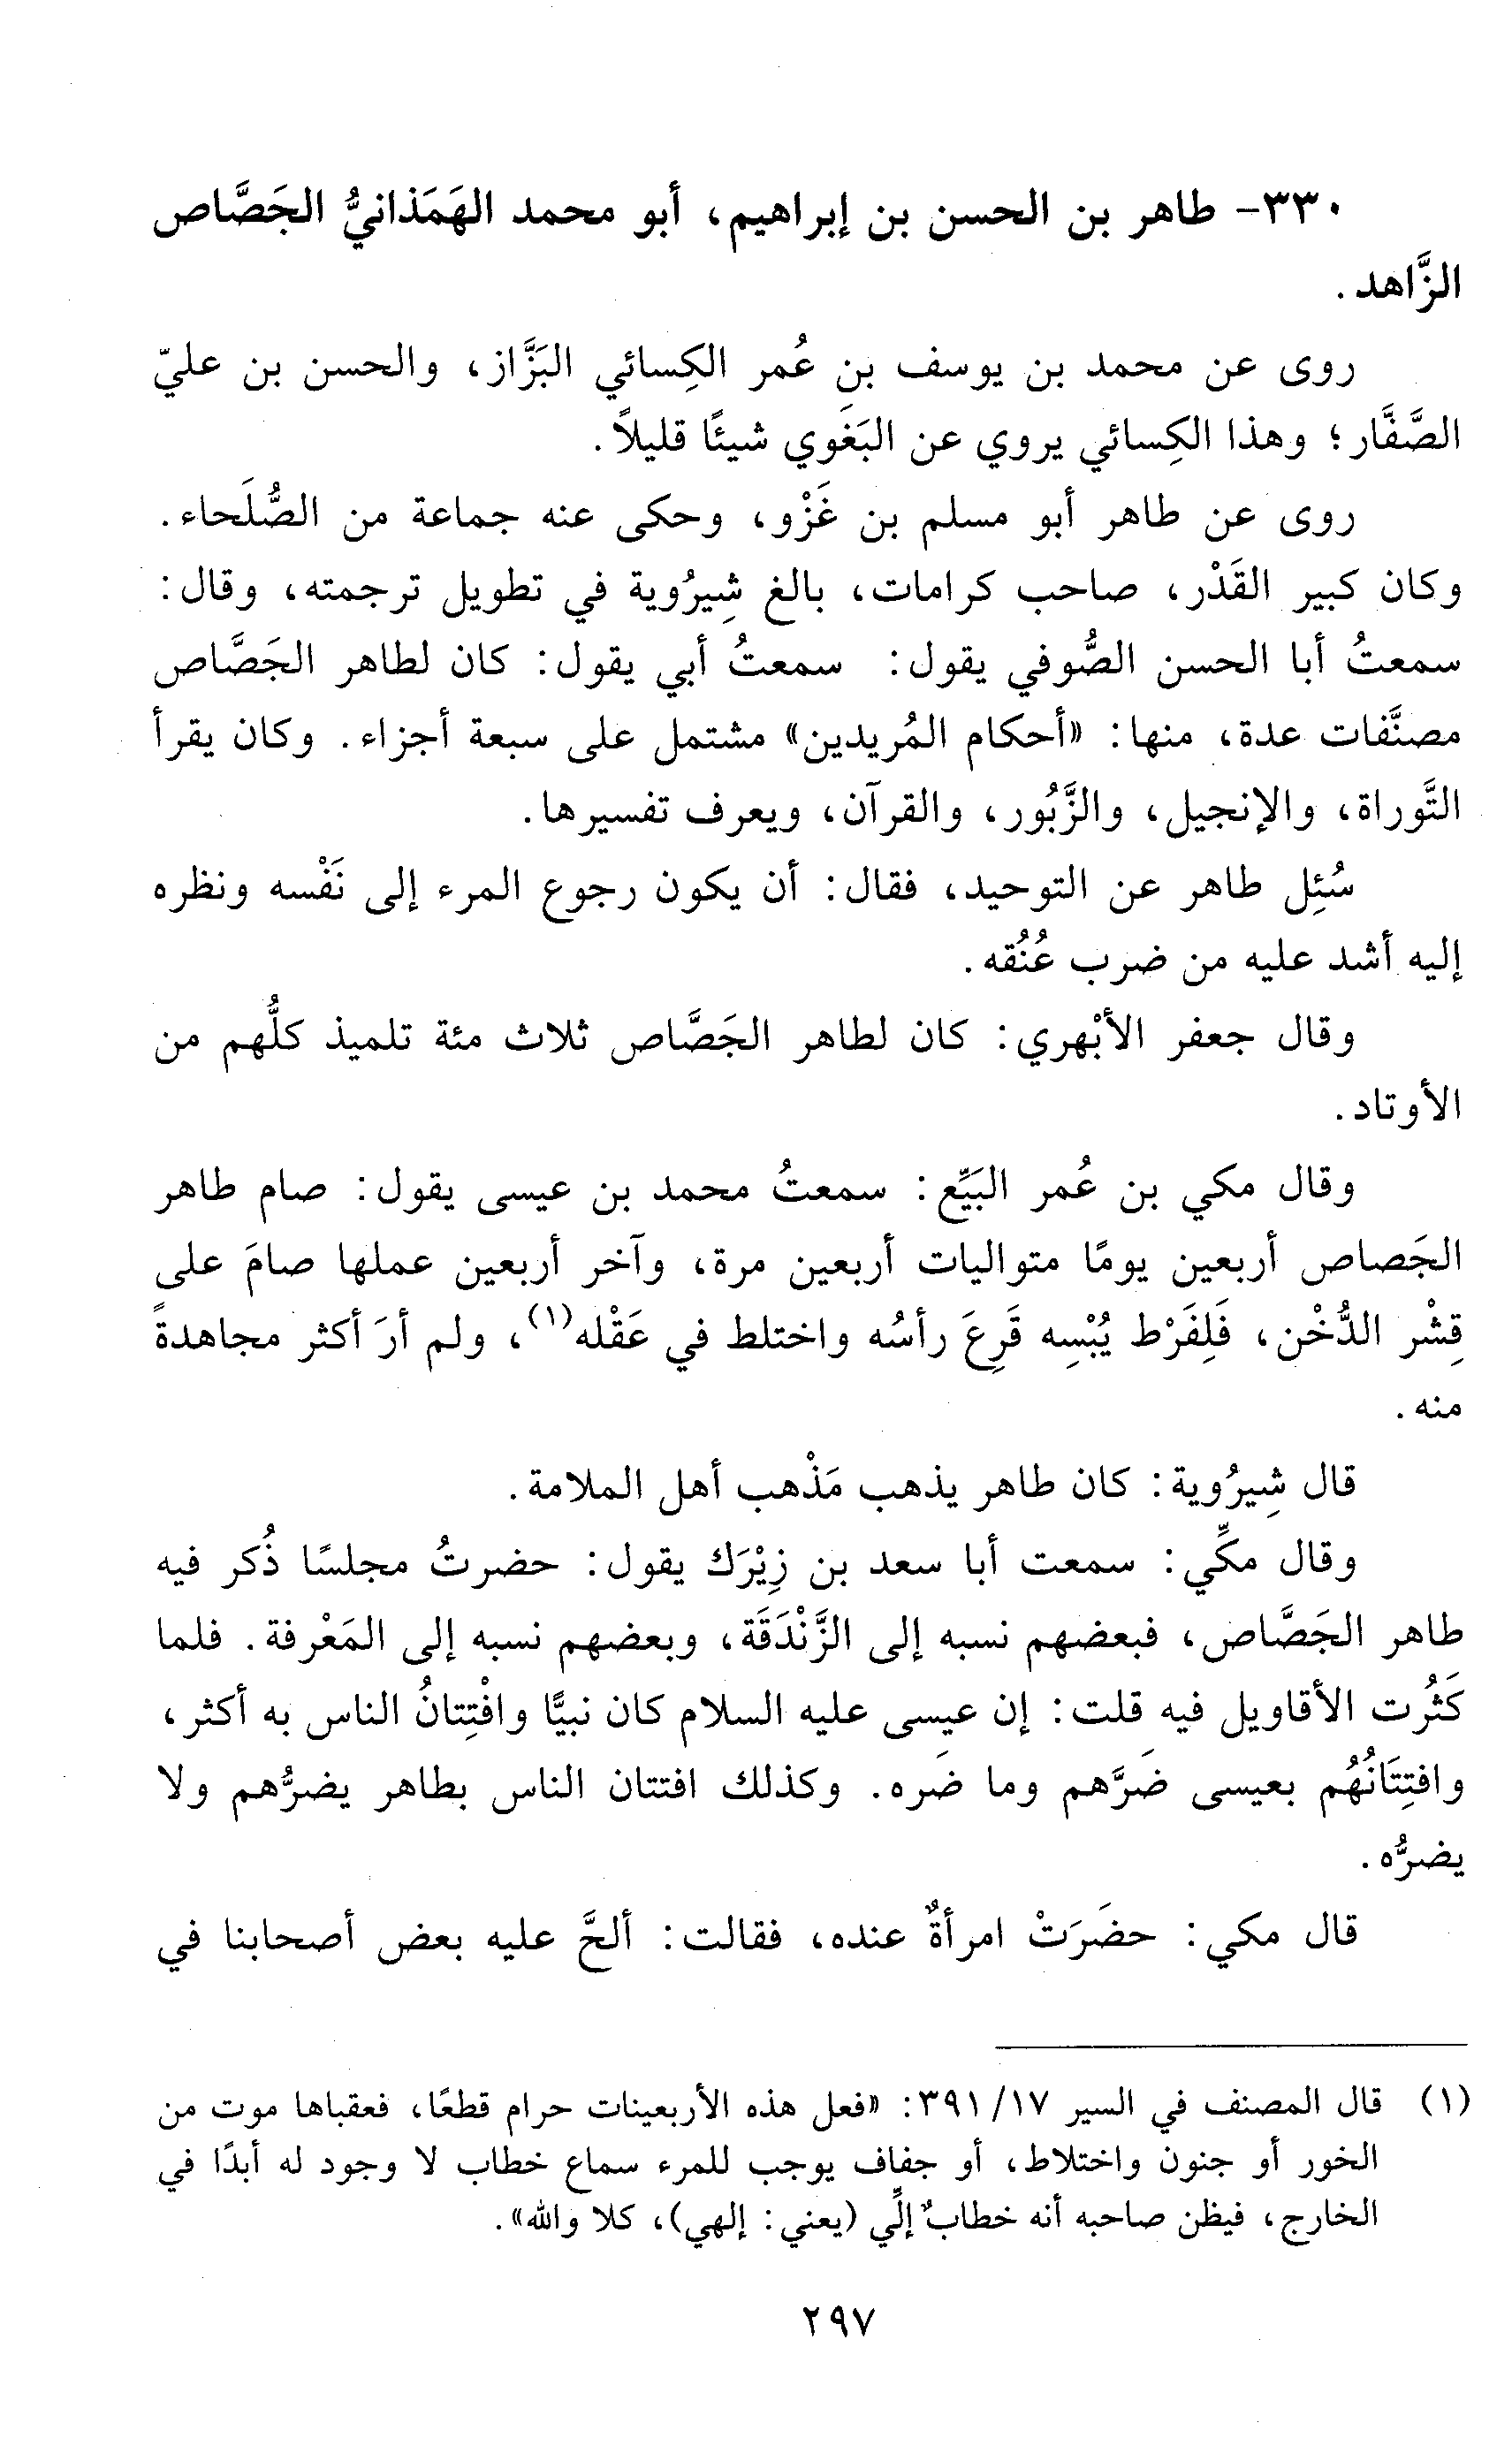 ٣٣٠- طاهر بن الحسن بن إبراهيم، أبو محمد الهَمَذانيُّ الجَصَّاص
الزَّاهد.
روى عن محمد بن يوسف بن عُمر الكِسائي البَزَّاز، والحسن بن عليّ
الصَّفَّار؛ وهذا الكِسائي يروي عن البَغَوي شيئًا قليلاً.
روى عن طاهر أبو مسلم بن غَزْو، وحكى عنه جماعة من الصُّلَحاء.
وكان كبير القَدْر، صاحب كرامات، بالغ شِيرُوية في تطويل ترجمته، وقال:
سمعتُ أبا الحسن الصُّوفي يقول: سمعتُ أبي يقول: كان لطاهر الجَصَّاص
مصنَّفات عدة، منها: «أحكام المُريدين» مشتمل على سبعة أجزاء. وكان يقرأ
التَّوراة، والإنجيل، والزَّبُور، والقرآن، ويعرف تفسيرها.
سُئِل طاهر عن التوحيد، فقال: أن يكون رجوع المرء إلى نَفْسه ونظره
إليه أشد عليه من ضرب عُنُقه.
وقال جعفر الأبْهري: كان لطاهر الجَصَّاص ثلاث مئة تلميذ كلُّهم من
الأوتاد.
وقال مكي بن عُمر البَيِّع: سمعتُ محمد بن عيسى يقول: صام طاهر
الجَصاص أربعين يومًا متواليات أربعين مرة، وآخر أربعين عملها صامَ على
قِشْر الدُّخْن، فَلِفَرْط يُبْسِه قَرِعَ رأسُه واختلط في عَقْله(١)، ولم أرَ أكثر مجاهدةً
منه.
قال شِيرُوية: كان طاهر يذهب مَذْهب أهل الملامة.
وقال مكِّي: سمعت أبا سعد بن زِيْرَك يقول: حضرتُ مجلسًا ذُكر فيه
طاهر الجَصَّاص، فبعضهم نسبه إلى الزَّنْدَقَة، وبعضهم نسبه إلى المَعْرفة. فلما
كَثُرت الأقاويل فيه قلت: إن عيسى عليه السلام كان نبيًّا وافْتِتانُ الناس به أكثر،
وافتِتَانُهُم بعيسى ضَرَّهم وما ضَره. وكذلك افتتان الناس بطاهر يضرُّهم ولا
يضرُّه.
قال مكي: حضَرَتْ امرأةٌ عنده، فقالت: ألحَّ عليه بعض أصحابنا في
(١) قال المصنف في السير ٣٩١/١٧: «فعل هذه الأربعينات حرام قطعًا، فعقباها موت من
الخور أو جنون واختلاط، أو جفاف يوجب للمرء سماع خطاب لا وجود له أبدًا في
الخارج، فيظن صاحبه أنه خطابٌ إلِّي (يعني: إلهي)، كلا والله».
٢٩٧